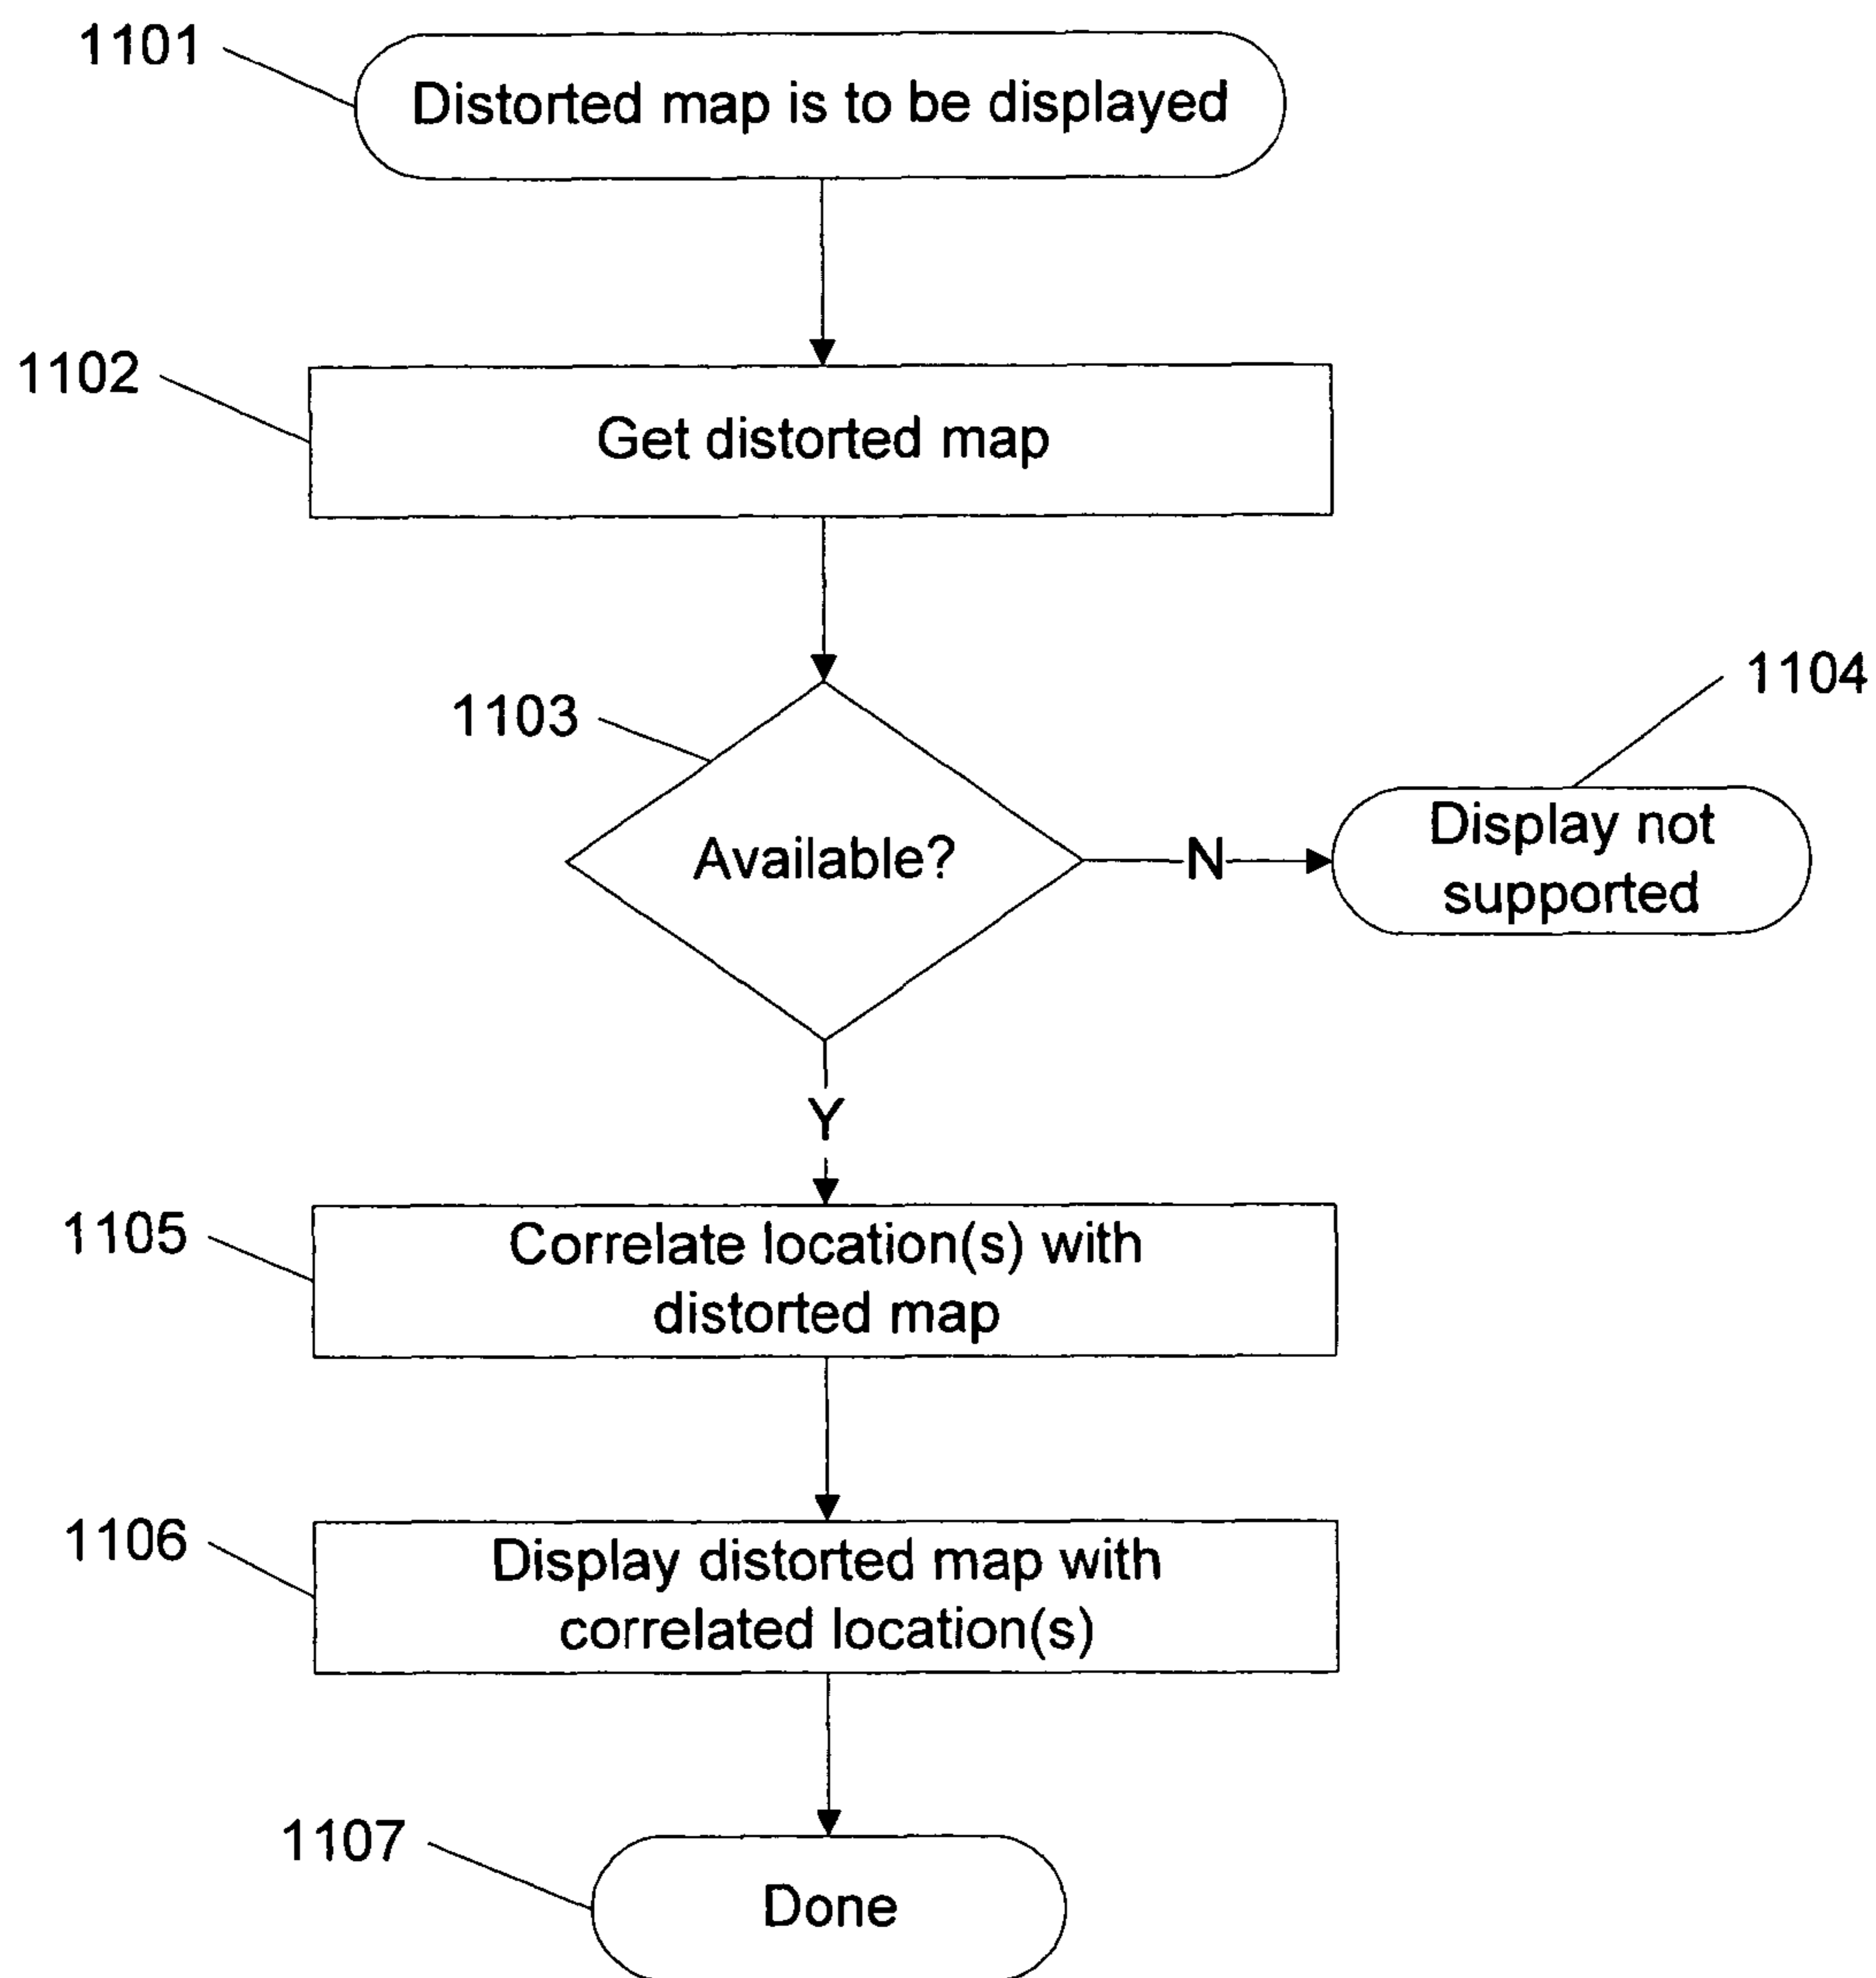 1101
Distorted map is to be displayed
1102
Get distorted map
1103
Available?
N
1104
Display not
supported
Y
1105
Correlate location(s) with
distorted map
1106
Display distorted map with
correlated location(s)
1107
Done